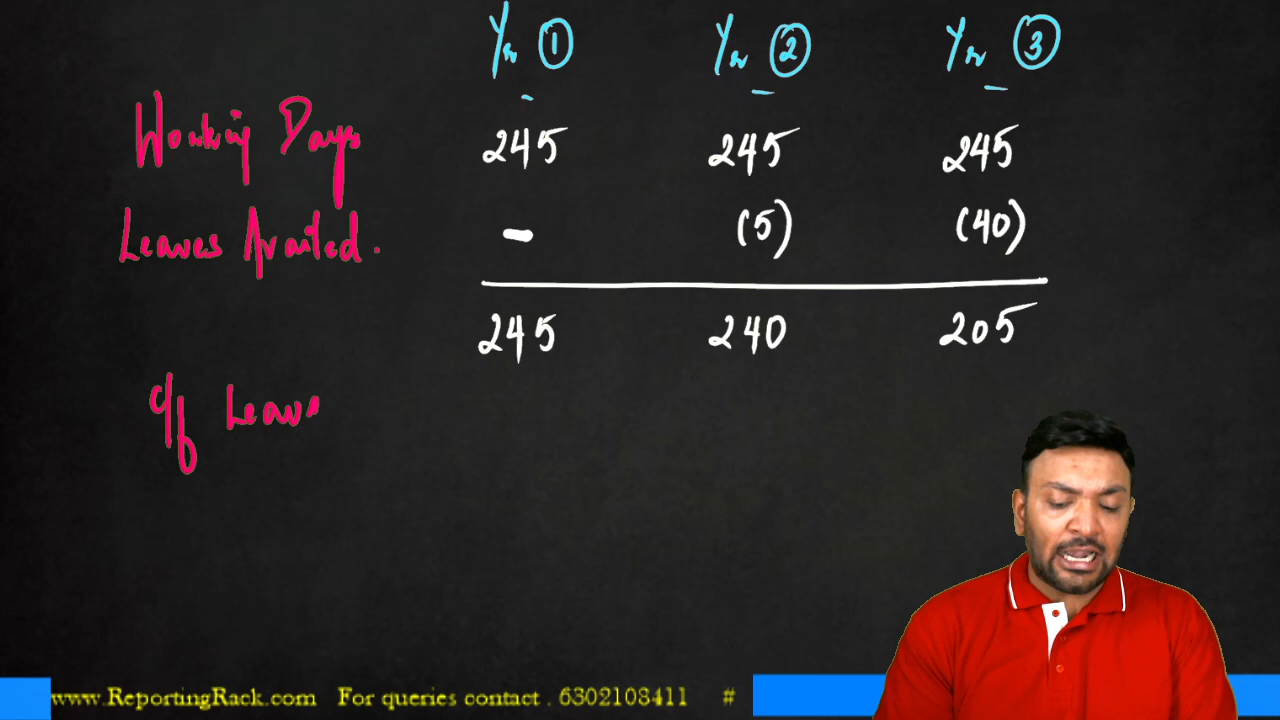 Yr ① Yr ② Yr ③
Working Days 245 245 245
Leaves Availed. - (5) (40)
245 240 205
c/f Leave
www.ReportingRack.com For queries contact . 6302108411 #